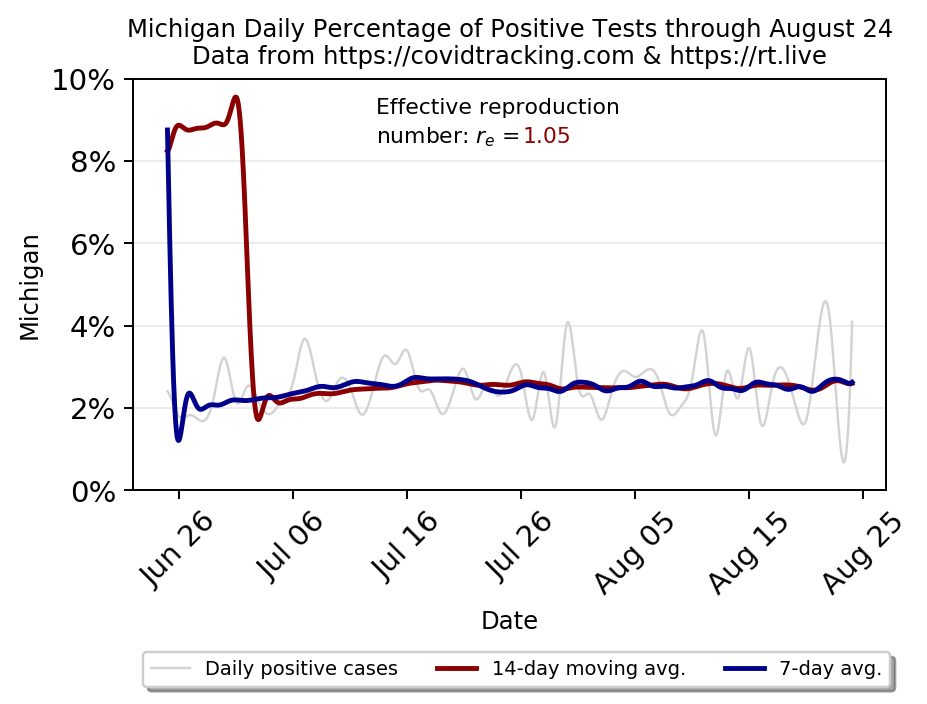 Michigan Daily Percentage of Positive Tests through August 24
Data from https://covidtracking.com & https://rt.live
10%
8%
6%
4%
2%
0%
Michigan
Effective reproduction
number: rₑ =1.05
Jun 26
Jul 06
Jul 16
Jul 26
Aug 05
Aug 15
Aug 25
Date
Daily positive cases
14-day moving avg.
7-day avg.